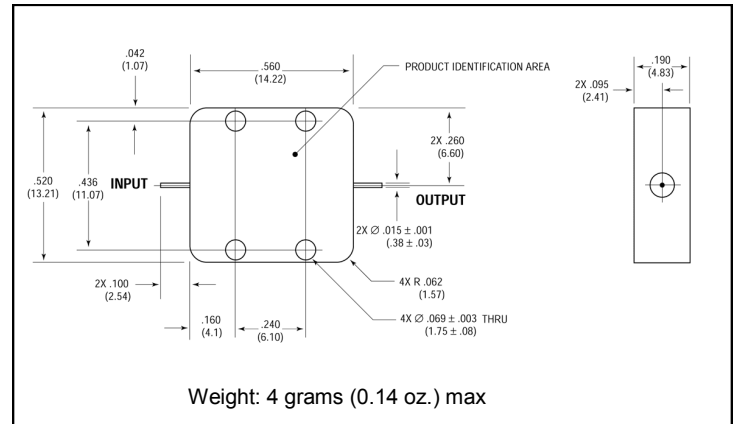 .042
(1.07)
.560
(14.22)
PRODUCT IDENTIFICATION AREA
.190
(4.83)
2X .095
(2.41)
2X .260
(6.60)
.520
(13.21)
.436
(11.07)
INPUT
OUTPUT
2X Ø .015 ± .001
(.38 ± .03)
2X .100
(2.54)
4X R .062
(1.57)
.160
(4.1)
.240
(6.10)
4X Ø .069 ± .003 THRU
(1.75 ± .08)
Weight: 4 grams (0.14 oz.) max